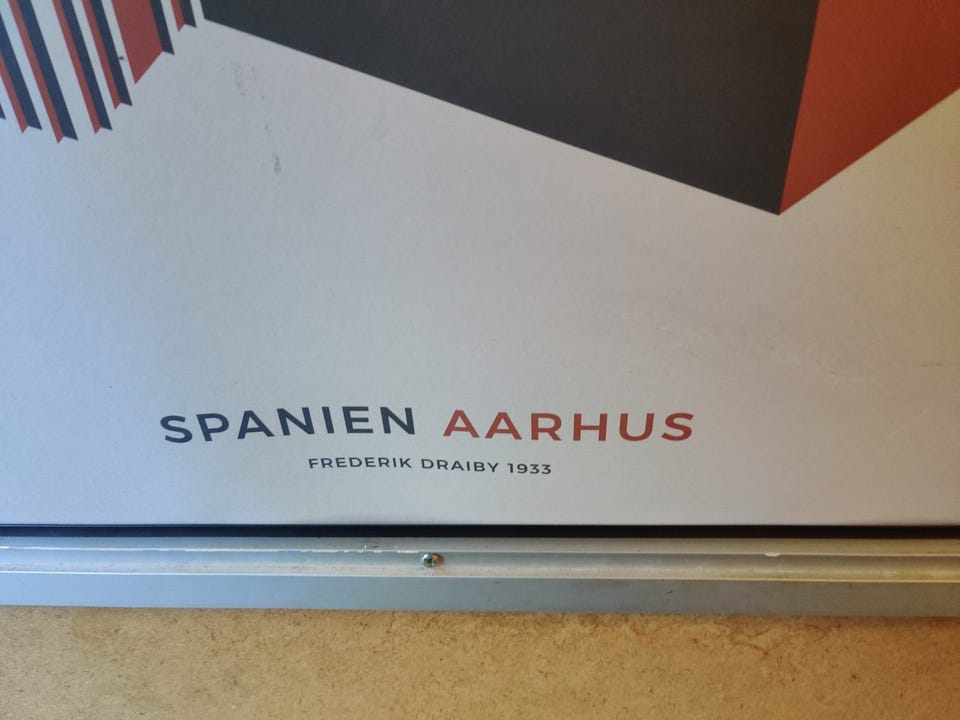 SPANIEN AARHUS
FREDERIK DRAIBY 1933